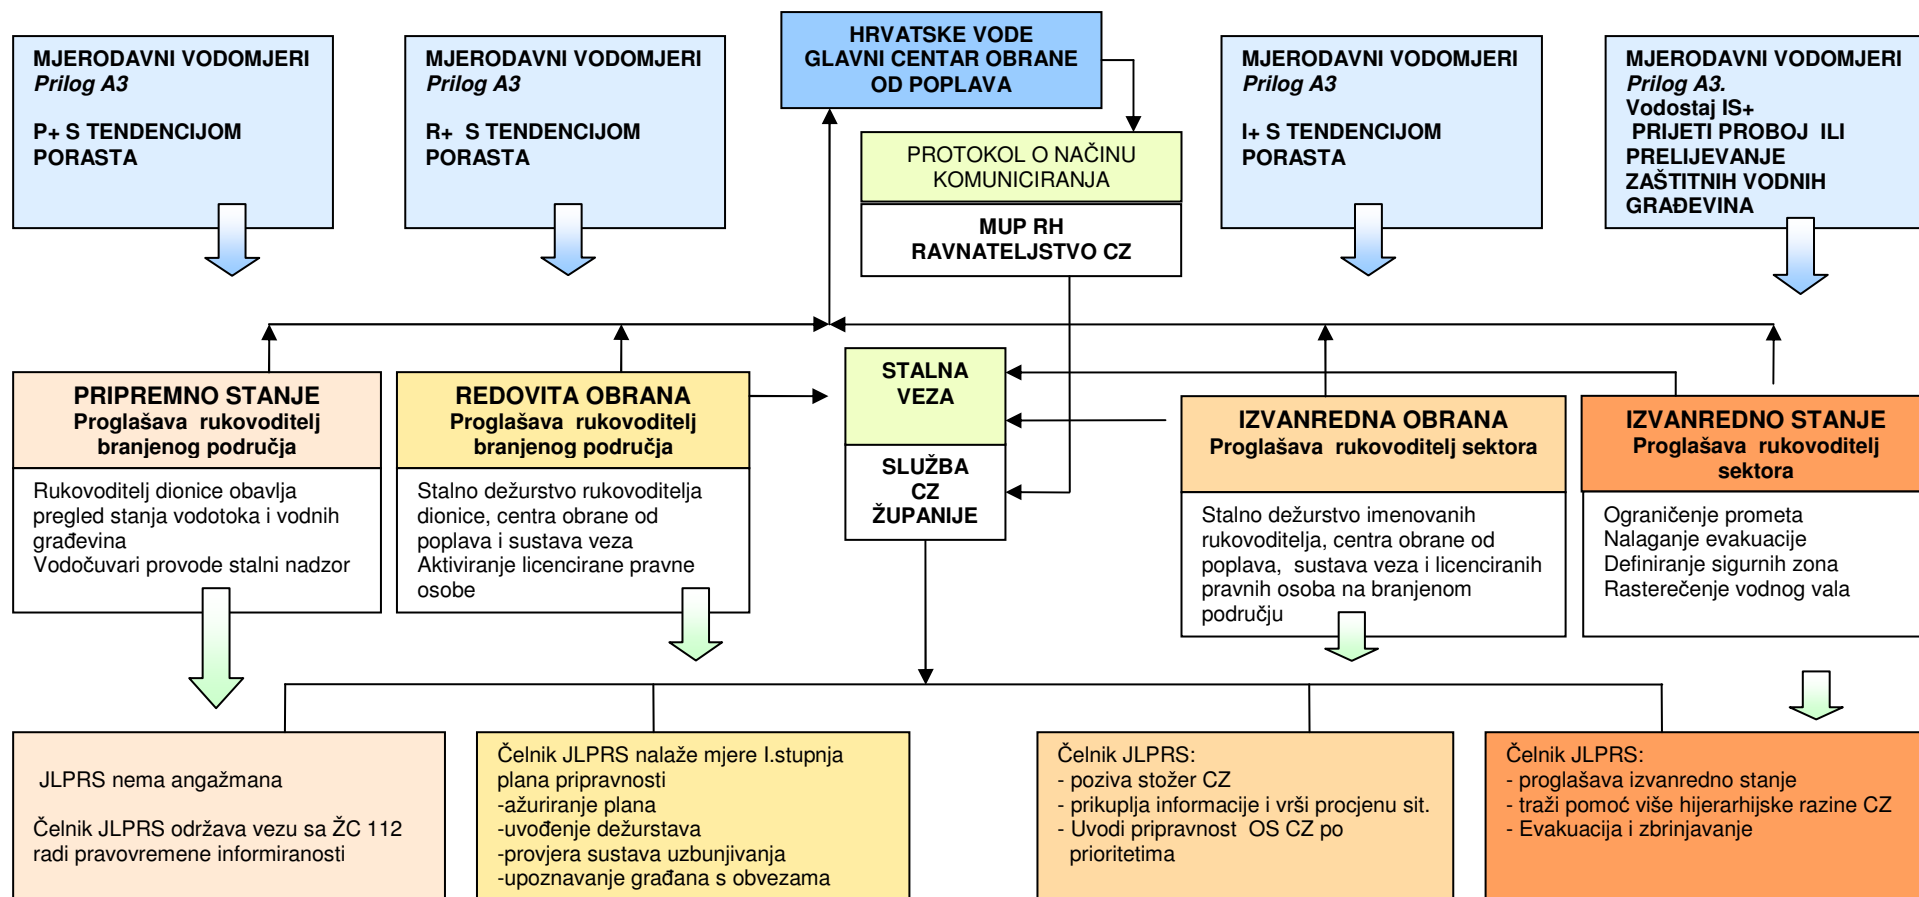 MJERODAVNI VODOMJERI
Prilog A3
P+ S TENDENCIJOM
PORASTA
MJERODAVNI VODOMJERI
Prilog A3
R+ S TENDENCIJOM
PORASTA
HRVATSKE VODE
GLAVNI CENTAR OBRANE
OD POPLAVA
PROTOKOL O NAČINU
KOMUNICIRANJA
MUP RH
RAVNATELJSTVO CZ
MJERODAVNI VODOMJERI
Prilog A3
I+ S TENDENCIJOM
PORASTA
MJERODAVNI VODOMJERI
Prilog A3.
Vodostaj IS+
PRIJETI PROBOJ ILI
PRELIJEVANJE
ZAŠTITNIH VODNIH
GRAĐEVINA
PRIPREMNO STANJE
Proglašava rukovoditelj
branjenog područja
Rukovoditelj dionice obavlja
pregled stanja vodotoka i vodnih
građevina
Vodočuvari provode stalni nadzor
REDOVITA OBRANA
Proglašava rukovoditelj
branjenog područja
Stalno dežurstvo rukovoditelja
dionice, centra obrane od
poplava i sustava veza
Aktiviranje licencirane pravne
osobe
STALNA
VEZA
SLUŽBA
CZ
ŽUPANIJE
IZVANREDNA OBRANA
Proglašava rukovoditelj sektora
Stalno dežurstvo imenovanih
rukovoditelja, centra obrane od
poplava, sustava veza i licenciranih
pravnih osoba na branjenom
području
IZVANREDNO STANJE
Proglašava rukovoditelj
sektora
Ograničenje prometa
Nalaganje evakuacije
Definiranje sigurnih zona
Rasterečenje vodnog vala
JLPRS nema angažmana
Čelnik JLPRS održava vezu sa ŽC 112
radi pravovremene informiranosti
Čelnik JLPRS nalaže mjere I.stupnja
plana pripravnosti
-ažuriranje plana
-uvođenje dežurstava
-provjera sustava uzbunjivanja
-upoznavanje građana s obvezama
Čelnik JLPRS:
- poziva stožer CZ
- prikuplja informacije i vrši procjenu sit.
- Uvodi pripravnost OS CZ po
prioritetima
Čelnik JLPRS:
- proglašava izvanredno stanje
- traži pomoć više hijerarhijske razine CZ
- Evakuacija i zbrinjavanje